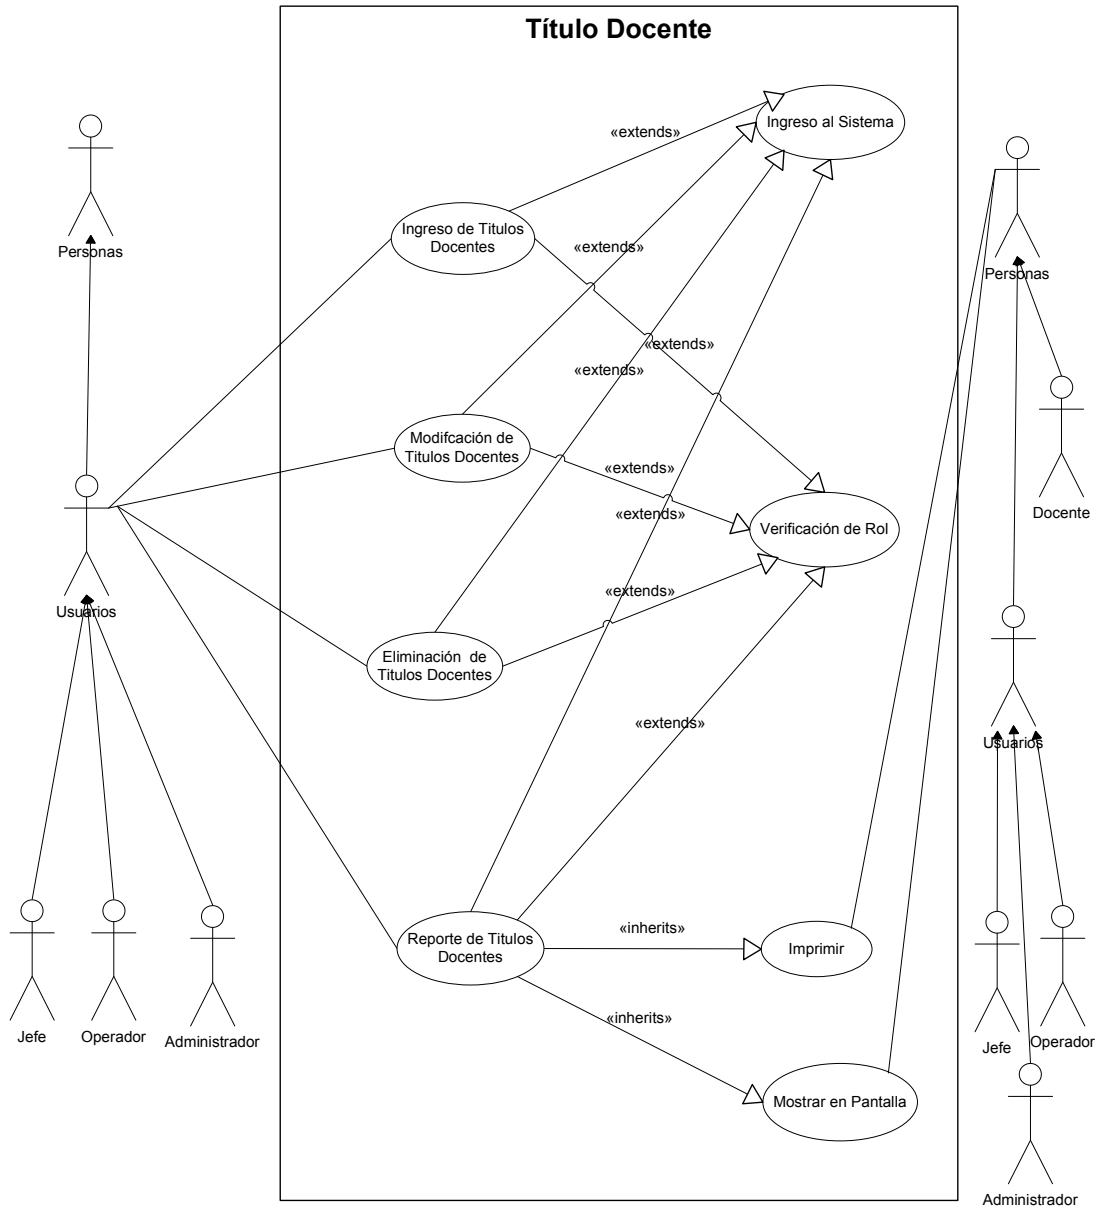 Título Docente
Ingreso al Sistema
«extends»
Ingreso de Titulos
Docentes
«extends»
Personas
Personas
«extends»
«extends»
Modifcación de
Titulos Docentes
«extends»
«extends»
Docente
Verificación de Rol
Usuarios
«extends»
Eliminación de
Titulos Docentes
«extends»
Usuarios
Reporte de Titulos
Docentes
«inherits»
Imprimir
«inherits»
Jefe
Operador
Administrador
Jefe
Operador
Mostrar en Pantalla
Administrador